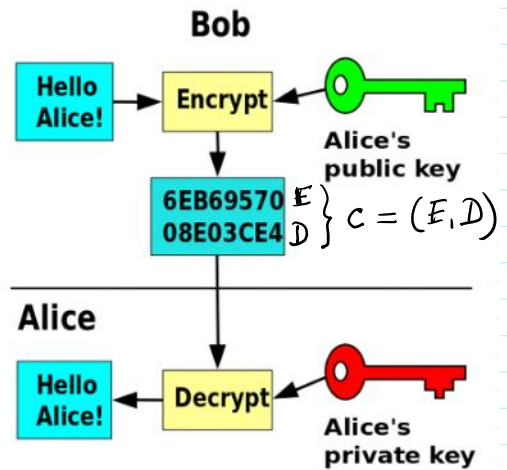 Bob
Hello
Alice!
Encrypt
Alice's
public key
6EB69570 E
08E03CE4 D
} C = (E, D)
Alice
Hello
Alice!
Decrypt
Alice's
private key